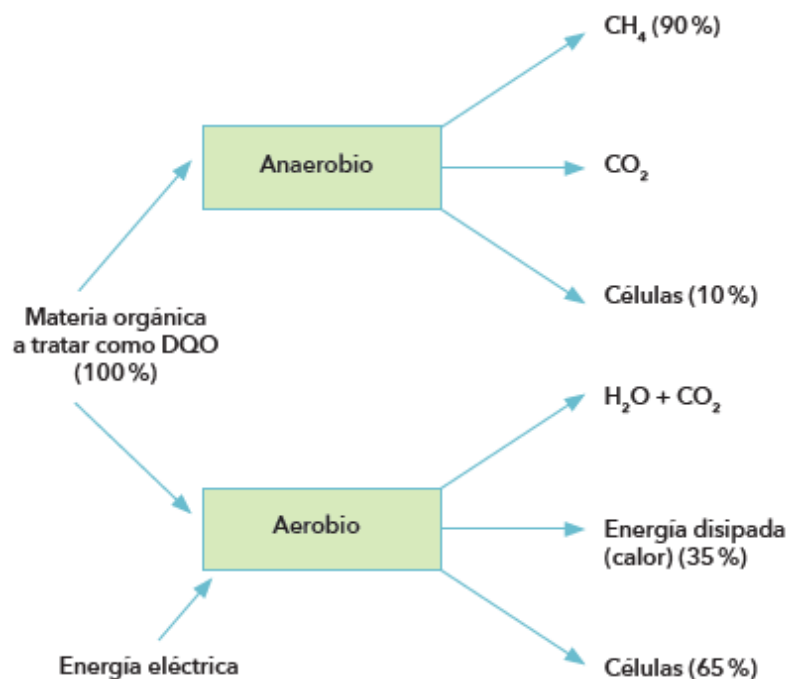 CH₄ (90 %)
Anaerobio
CO₂
Células (10 %)
Materia orgánica
a tratar como DQO
(100 %)
H₂O + CO₂
Aerobio
Energía disipada
(calor) (35 %)
Energía eléctrica
Células (65 %)